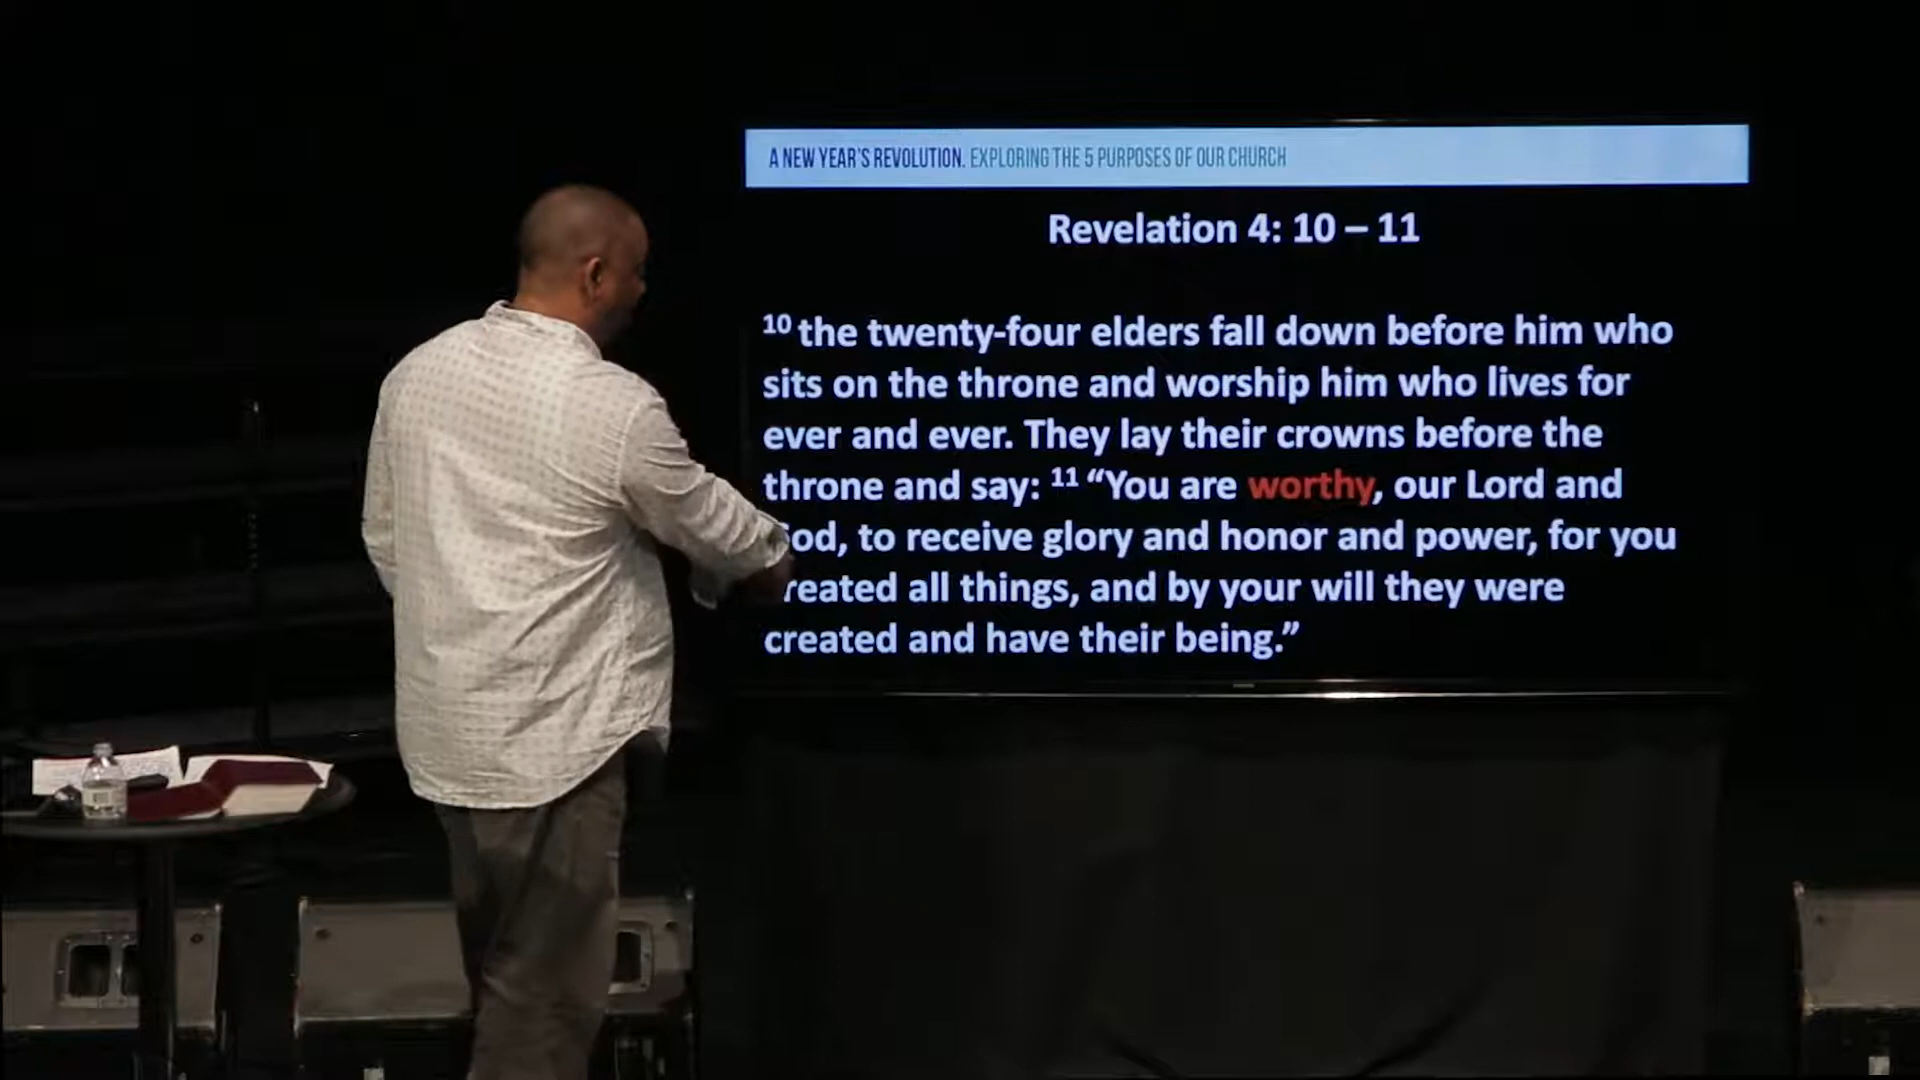 A NEW YEAR'S REVOLUTION. EXPLORING THE 5 PURPOSES OF OUR CHURCH
Revelation 4: 10 – 11
10 the twenty-four elders fall down before him who
sits on the throne and worship him who lives for
ever and ever. They lay their crowns before the
throne and say: 11 “You are worthy, our Lord and
God, to receive glory and honor and power, for you
created all things, and by your will they were
created and have their being.”